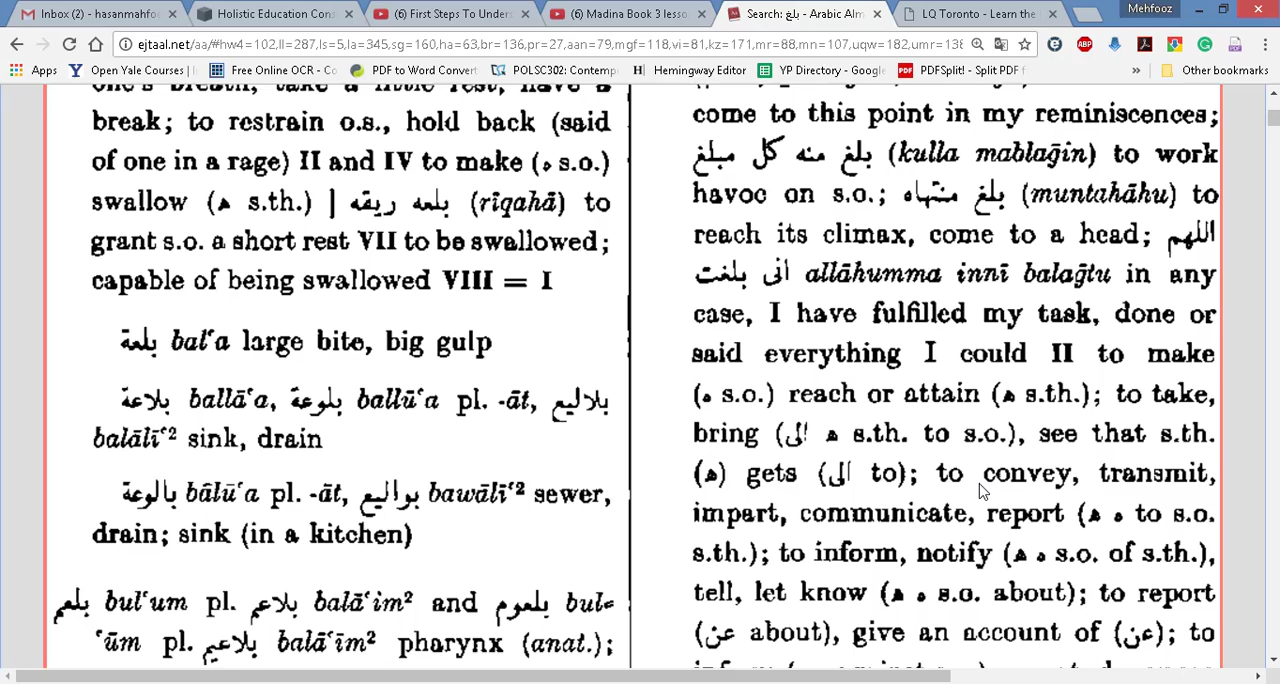 Inbox (2) - hasanmahfo
Holistic Education Con
(6) First Steps To Under
(6) Madina Book 3 lesso
Search: بلغ - Arabic Alm
LQ Toronto - Learn the
Mehfooz
ejtaal.net/aa/#hw4=102,ll=287,ls=5,la=345,sg=160,ha=63,br=136,pr=27,aan=79,mgf=118,vi=81,kz=171,mr=88,mn=107,uqw=182,umr=138
Apps
Open Yale Courses |
Free Online OCR - Co
PDF to Word Convert
POLSC302: Contemp
Hemingway Editor
YP Directory - Google
PDFSplit! - Split PDF f
»
Other bookmarks
one's breath, take a little rest, have a
break; to restrain o.s., hold back (said
of one in a rage) II and IV to make (ه s.o.)
swallow (ه s.th.) | بلعه ريقه (rīqahū) to
grant s.o. a short rest VII to be swallowed;
capable of being swallowed VIII = I
بلعة balʿa large bite, big gulp
بلاعة ballāʿa, بلوعة ballūʿa pl. -āt, بلاليع
balālīʿ² sink, drain
بالوعة bālūʿa pl. -āt, بواليع bawālīʿ² sewer,
drain; sink (in a kitchen)
بلعم bulʿum pl. بلاعم balāʿim² and بلعوم bul-
ʿūm pl. بلاعيم balāʿīm² pharynx (anat.);
come to this point in my reminiscences;
بلغ منه كل مبلغ (kulla mablaḡin) to work
havoc on s.o.; بلغ منتهاه (muntahāhu) to
reach its climax, come to a head; اللهم
انى بلغت allāhumma innī balaḡtu in any
case, I have fulfilled my task, done or
said everything I could II to make
(ه s.o.) reach or attain (ه s.th.); to take,
bring (ه الى s.th. to s.o.), see that s.th.
(ه) gets (الى to); to convey, transmit,
impart, communicate, report (ه ه to s.o.
s.th.); to inform, notify (ه ه s.o. of s.th.),
tell, let know (ه ه s.o. about); to report
(عن about), give an account of (عن); to